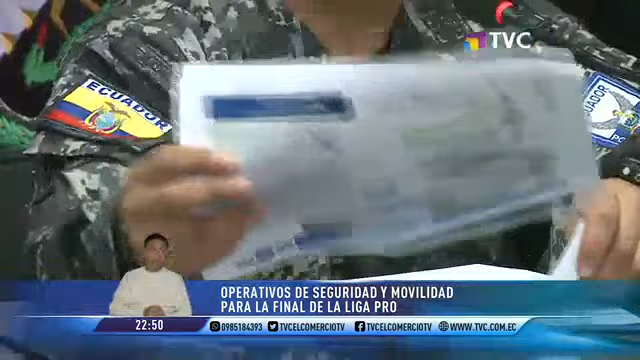 TVC
ECUADOR
OPERATIVOS DE SEGURIDAD Y MOVILIDAD
PARA LA FINAL DE LA LIGA PRO
22:50
0985184393
TVCELCOMERCIOTV
TVCELCOMERCIOTV
WWW.TVC.COM.EC